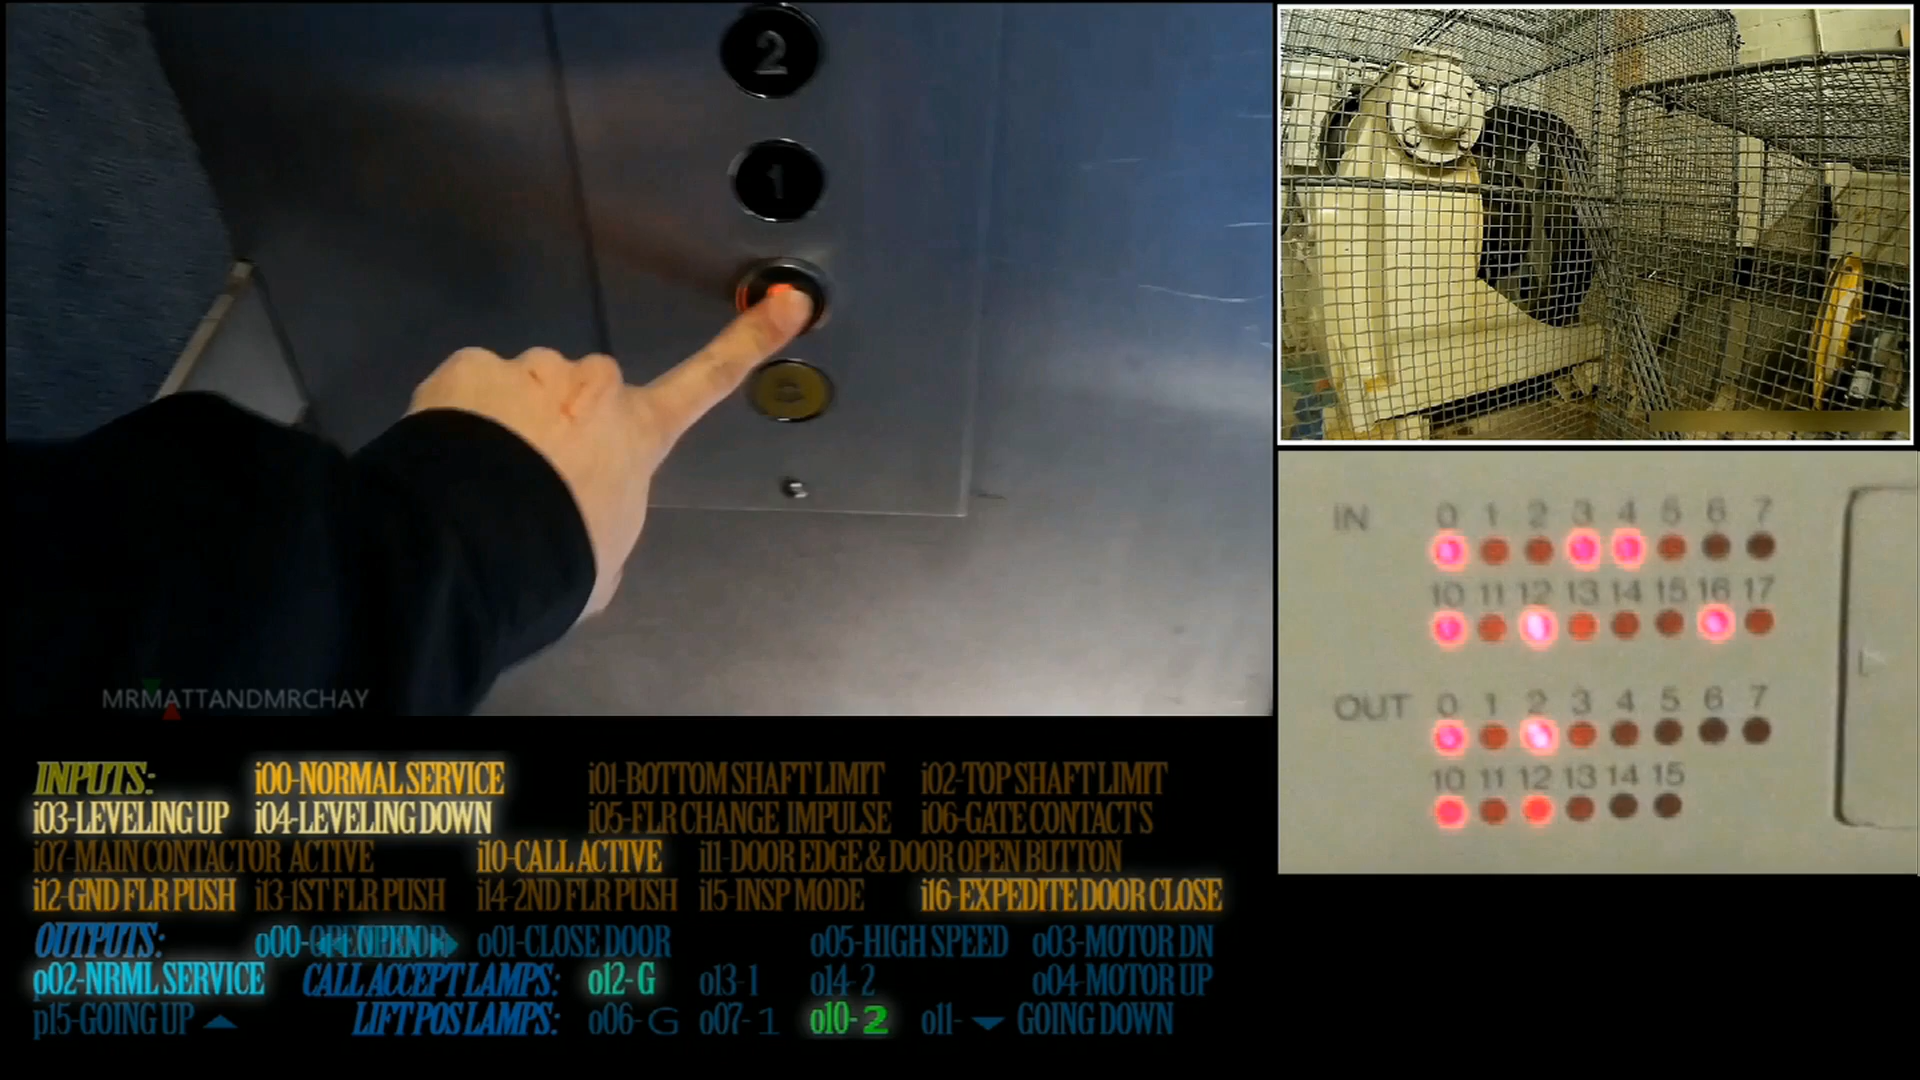 2
1
MRMATTANDMRCHAY
IN 0 1 2 3 4 5 6 7
10 11 12 13 14 15 16 17
OUT 0 1 2 3 4 5 6 7
10 11 12 13 14 15
INPUTS: i00-NORMAL SERVICE i01-BOTTOM SHAFT LIMIT i02-TOP SHAFT LIMIT
i03-LEVELING UP i04-LEVELING DOWN i05-FLR CHANGE IMPULSE i06-GATE CONTACTS
i07-MAIN CONTACTOR ACTIVE i10-CALL ACTIVE i11-DOOR EDGE & DOOR OPEN BUTTON
i12-GND FLR PUSH i13-1ST FLR PUSH i14-2ND FLR PUSH i15-INSP MODE i16-EXPEDITE DOOR CLOSE
OUTPUTS: o00- o01-CLOSE DOOR o05-HIGH SPEED o03-MOTOR DN
o02-NRML SERVICE CALL ACCEPT LAMPS: o12-G o13-1 o14-2 o04-MOTOR UP
p15-GOING UP LIFT POS LAMPS: o06-G o07-1 o10-2 o11- GOING DOWN